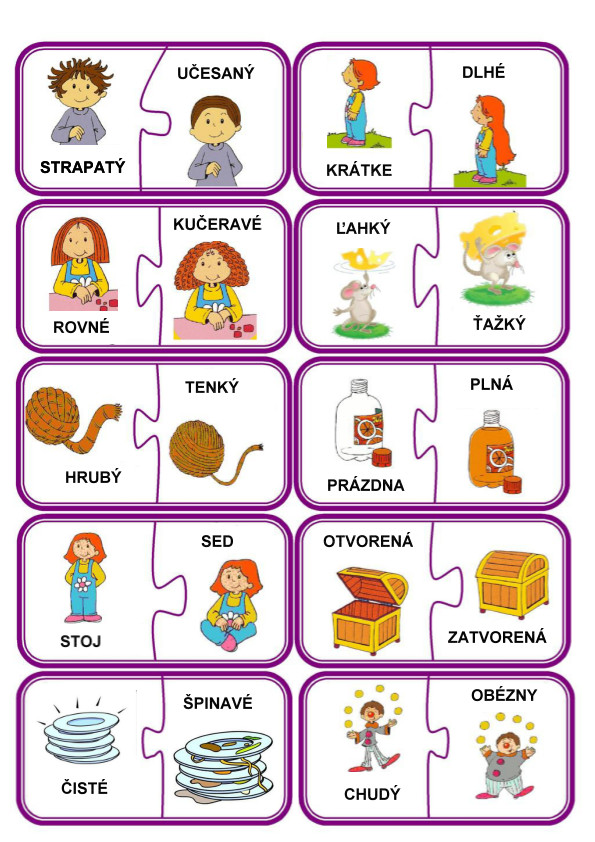 STRAPATÝ
UČESANÝ
KRÁTKE
DLHÉ
ROVNÉ
KUČERAVÉ
ĽAHKÝ
ŤAŽKÝ
HRUBÝ
TENKÝ
PRÁZDNA
PLNÁ
STOJ
SED
OTVORENÁ
ZATVORENÁ
ČISTÉ
ŠPINAVÉ
CHUDÝ
OBÉZNY